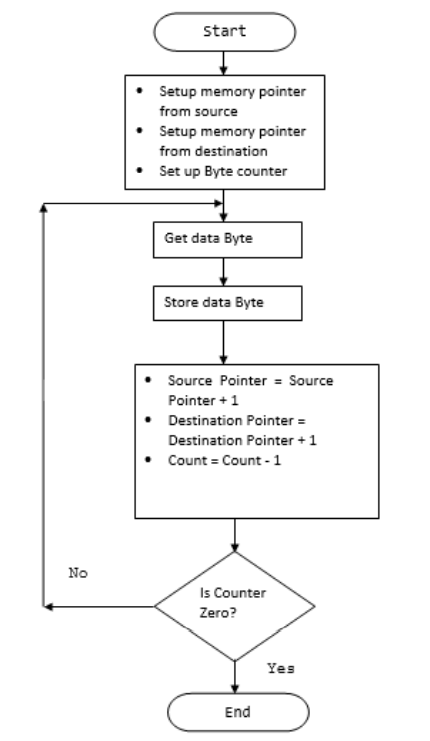 Start
• Setup memory pointer
from source
• Setup memory pointer
from destination
• Set up Byte counter
Get data Byte
Store data Byte
• Source Pointer = Source
Pointer + 1
• Destination Pointer =
Destination Pointer + 1
• Count = Count - 1
Is Counter
Zero?
No
Yes
End